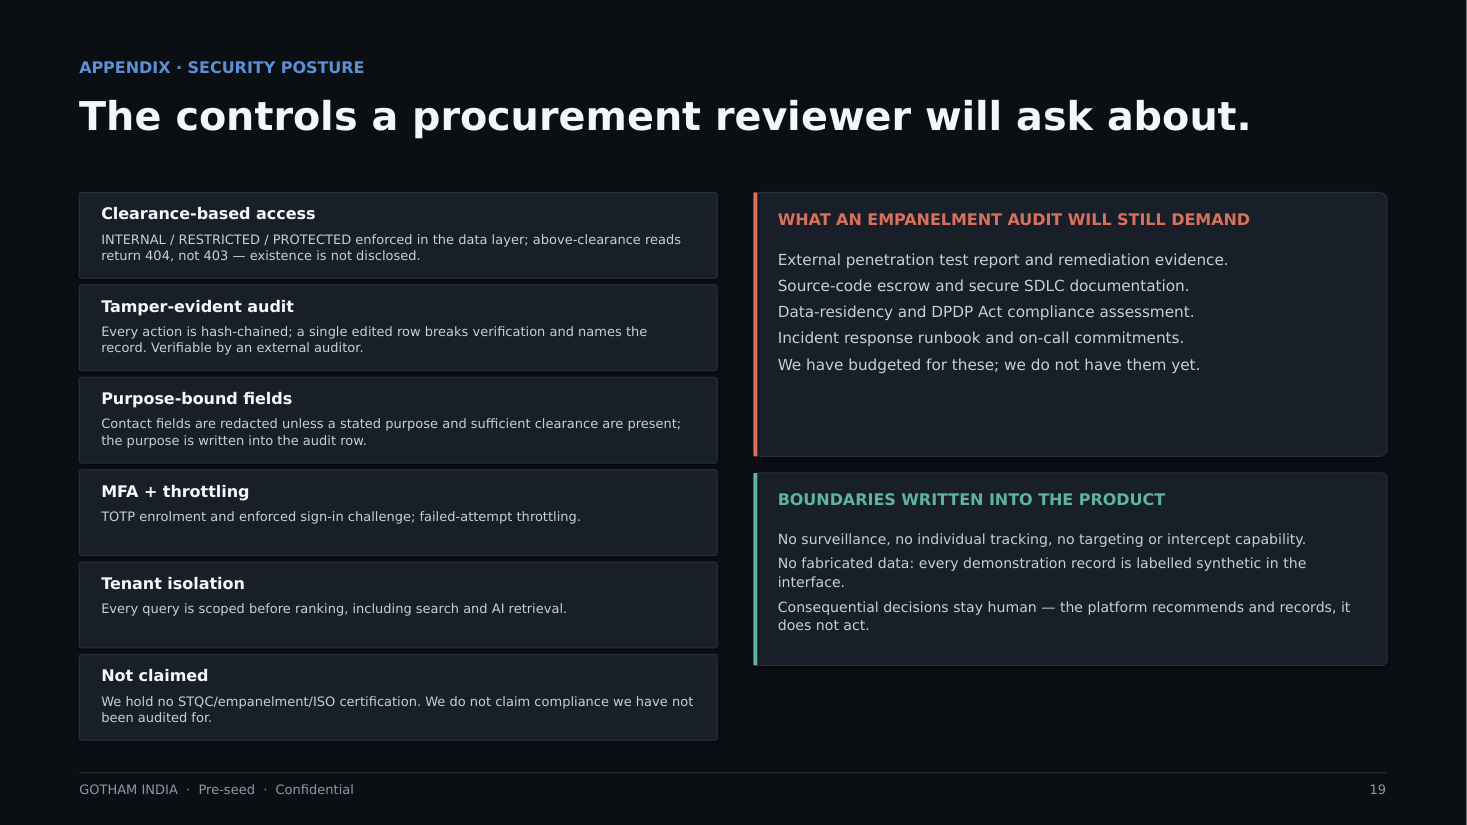 APPENDIX · SECURITY POSTURE
The controls a procurement reviewer will ask about.
Clearance-based access
INTERNAL / RESTRICTED / PROTECTED enforced in the data layer; above-clearance reads
return 404, not 403 — existence is not disclosed.
Tamper-evident audit
Every action is hash-chained; a single edited row breaks verification and names the
record. Verifiable by an external auditor.
Purpose-bound fields
Contact fields are redacted unless a stated purpose and sufficient clearance are present;
the purpose is written into the audit row.
MFA + throttling
TOTP enrolment and enforced sign-in challenge; failed-attempt throttling.
Tenant isolation
Every query is scoped before ranking, including search and AI retrieval.
Not claimed
We hold no STQC/empanelment/ISO certification. We do not claim compliance we have not
been audited for.
WHAT AN EMPANELMENT AUDIT WILL STILL DEMAND
External penetration test report and remediation evidence.
Source-code escrow and secure SDLC documentation.
Data-residency and DPDP Act compliance assessment.
Incident response runbook and on-call commitments.
We have budgeted for these; we do not have them yet.
BOUNDARIES WRITTEN INTO THE PRODUCT
No surveillance, no individual tracking, no targeting or intercept capability.
No fabricated data: every demonstration record is labelled synthetic in the
interface.
Consequential decisions stay human — the platform recommends and records, it
does not act.
GOTHAM INDIA · Pre-seed · Confidential
19